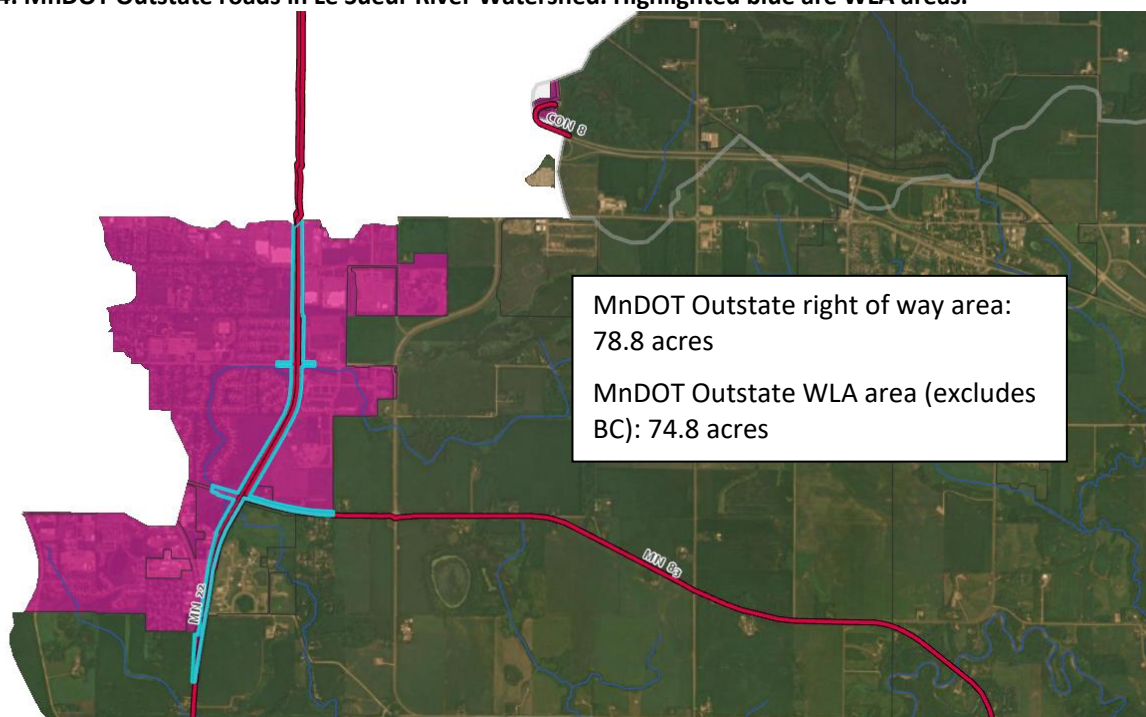 4. MnDOT Outstate roads in Le Sueur River Watershed. Highlighted blue are WLA areas.
CON 8
MnDOT Outstate right of way area:
78.8 acres
MnDOT Outstate WLA area (excludes
BC): 74.8 acres
MN 83
MN 22